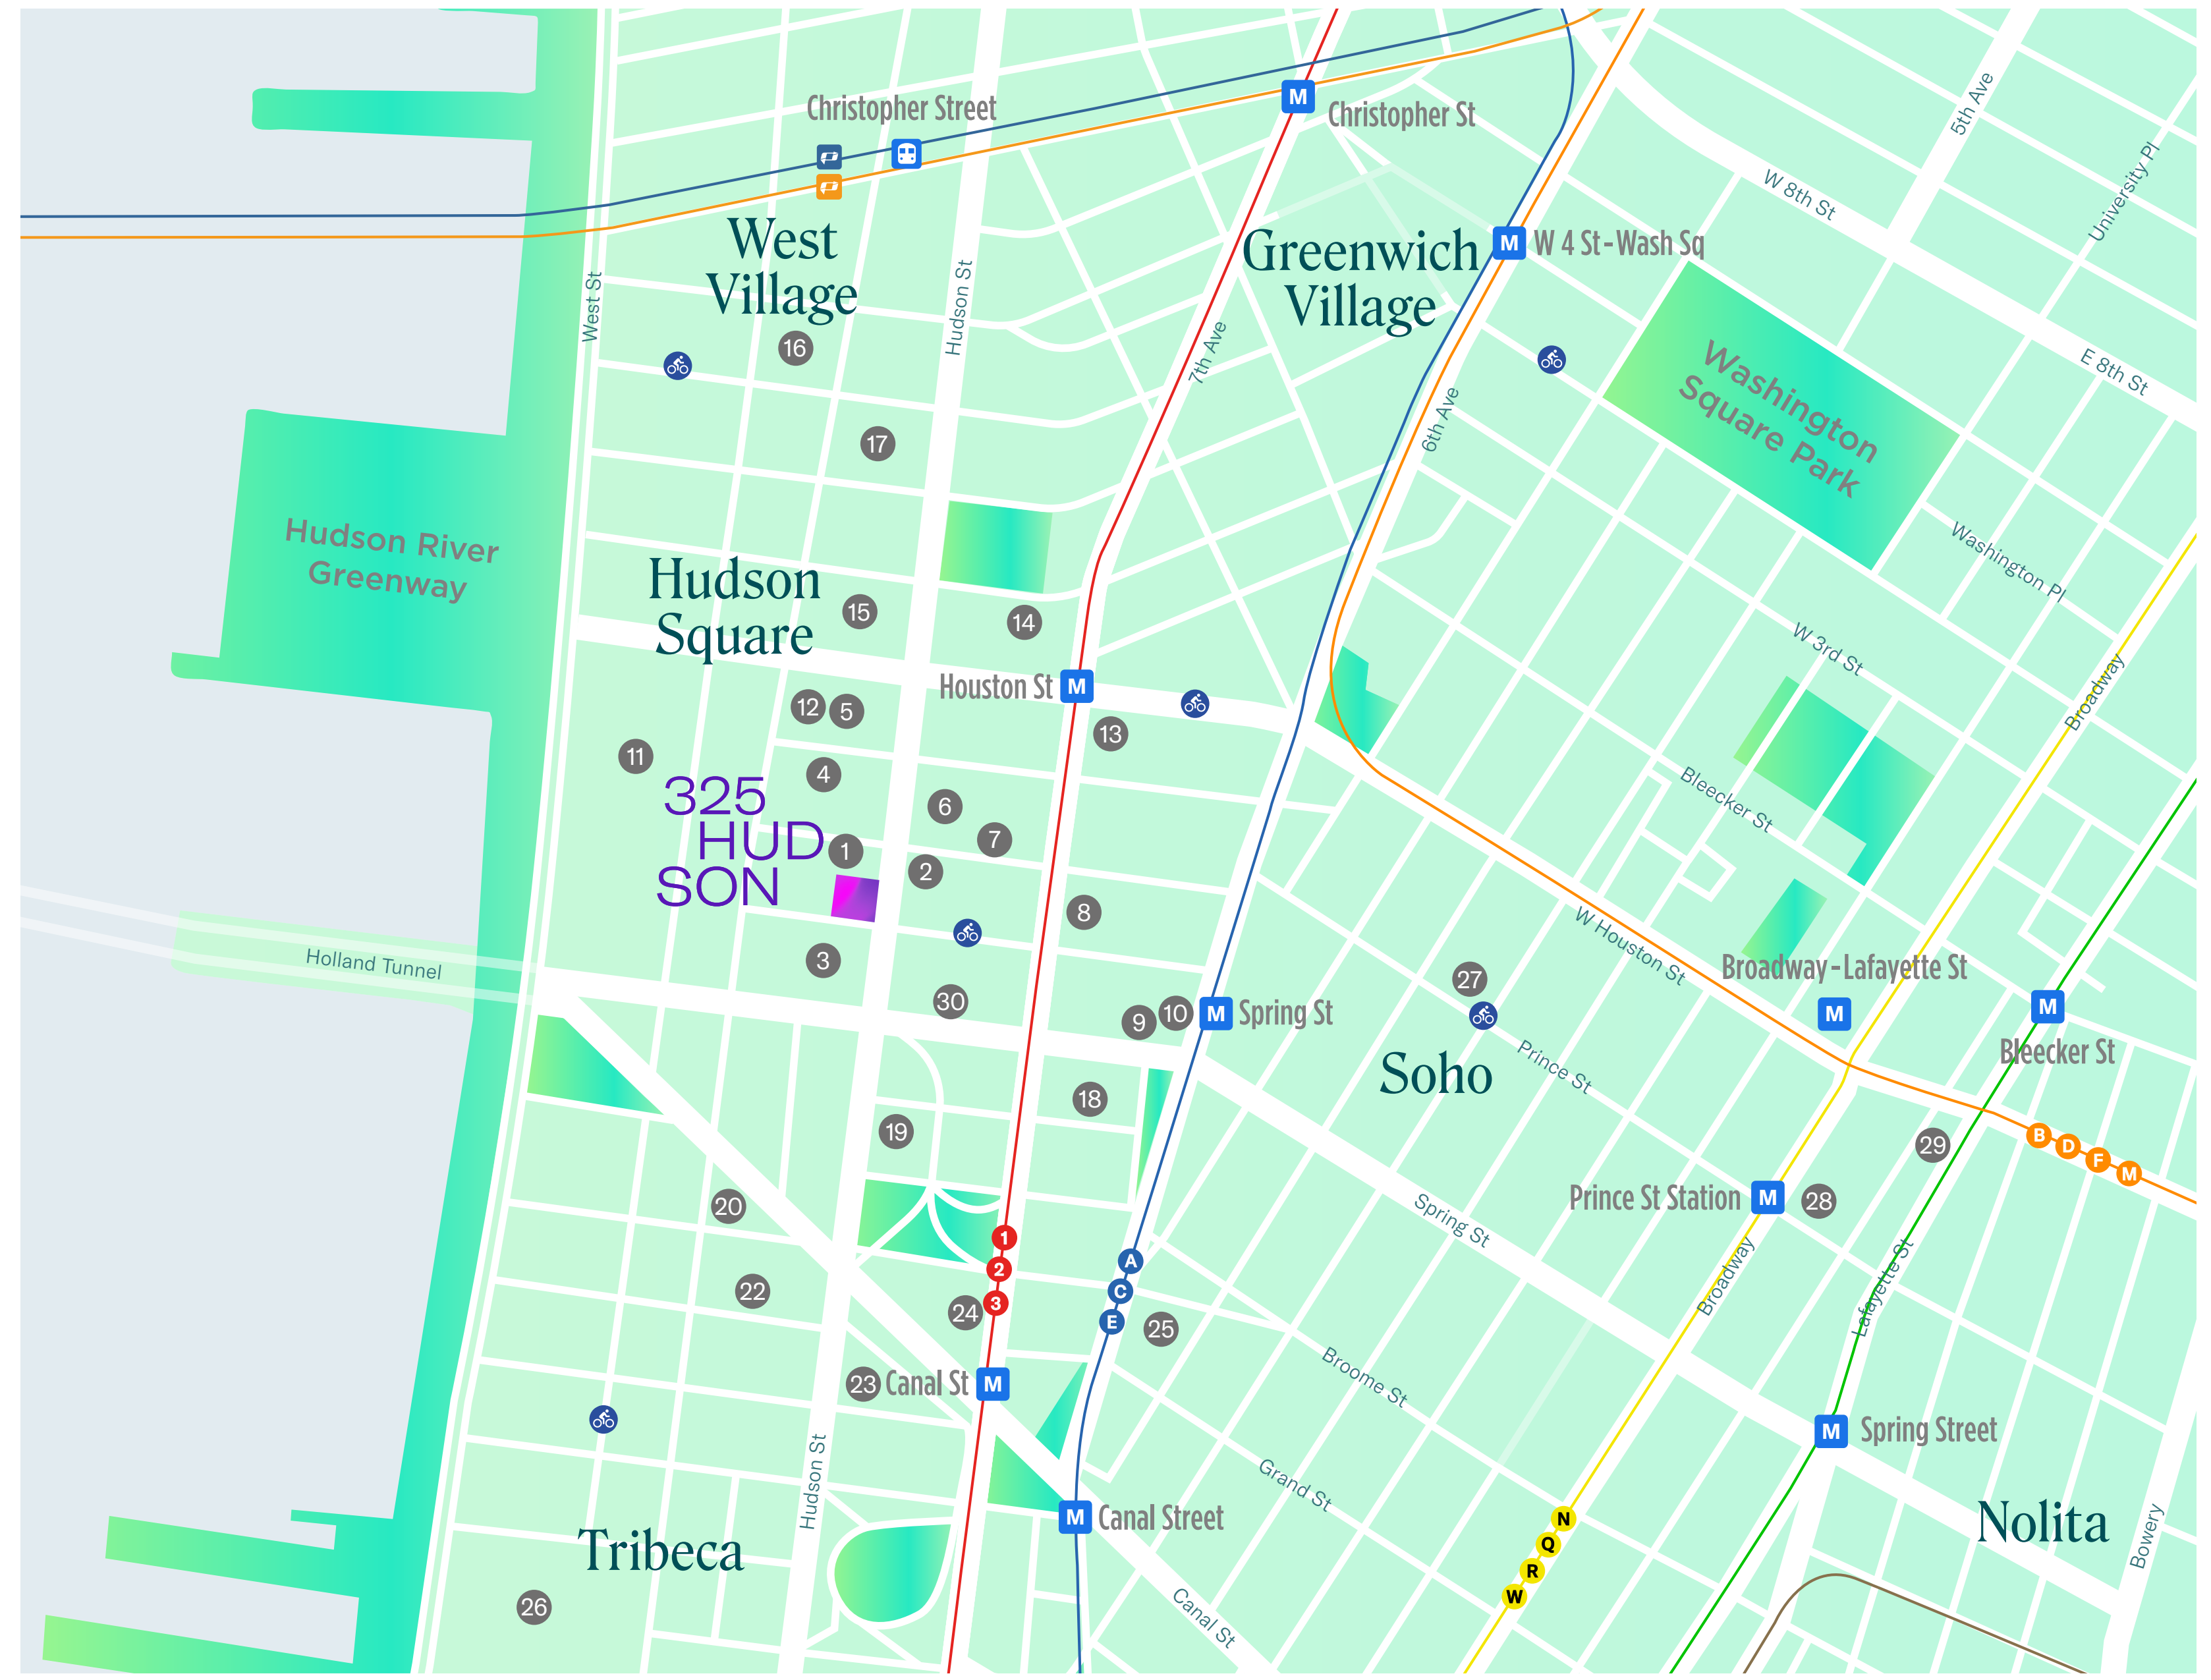 Christopher Street
M
Christopher St
5th Ave
University Pl
W 8th St
West
Village
Greenwich
Village
M
W 4 St-Wash Sq
West St
Hudson St
7th Ave
6th Ave
E 8th St
Washington
Square Park
16
17
Hudson River
Greenway
Hudson
Square
15
14
Washington Pl
W 3rd St
Broadway
Houston St
M
12
5
13
11
4
325
HUD
SON
6
7
1
2
8
3
30
Bleecker St
W Houston St
Holland Tunnel
Broadway-Lafayette St
M
M
Bleecker St
27
9
10
M
Spring St
Soho
Prince St
18
19
29
B
D
F
M
20
Prince St Station
M
28
Spring St
1
2
3
A
C
E
22
24
25
Broadway
Lafayette St
23
Canal St
M
Broome St
M
Spring Street
Hudson St
Grand St
M
Canal Street
N
Q
R
W
Nolita
Bowery
Tribeca
26
Canal St